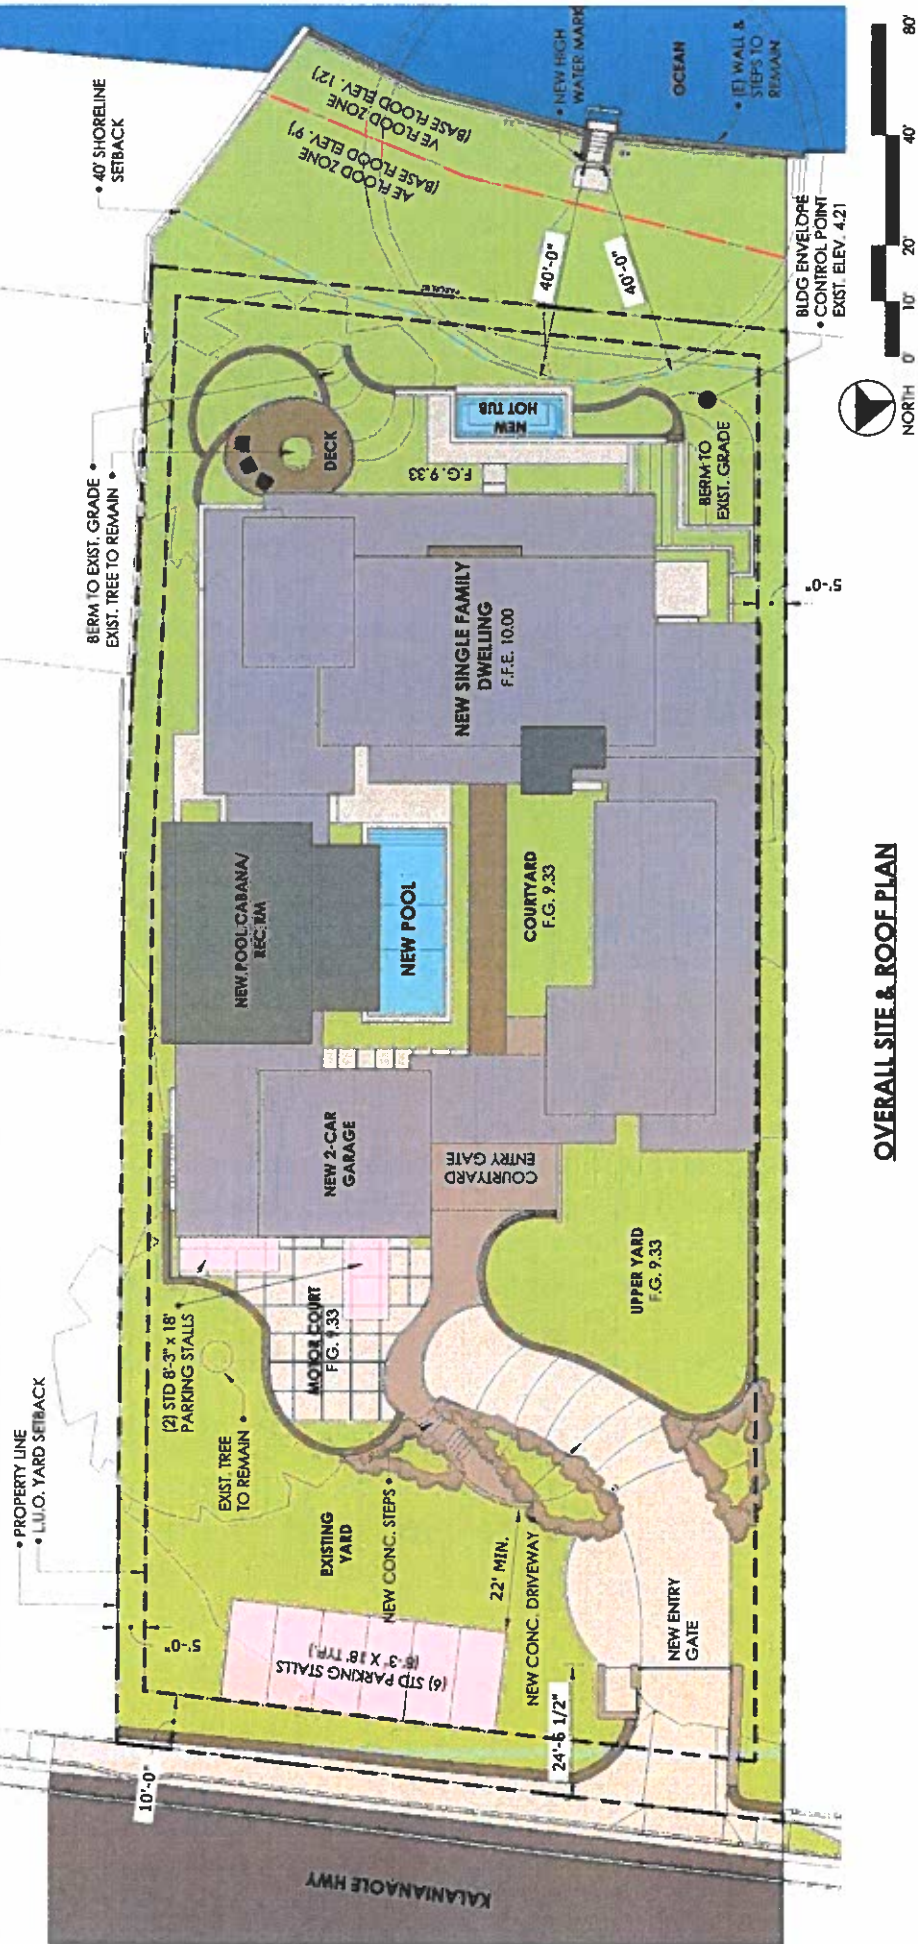 • PROPERTY LINE
• L.U.O. YARD SETBACK
5'-0"
10'-0"
(2) STD 8'-3" x 18'
PARKING STALLS
EXIST. TREE
TO REMAIN •
EXISTING
YARD
NEW CONC. STEPS •
22' MIN.
NEW CONC. DRIVEWAY •
(6) STD PARKING STALLS
(8'-3" X 18' TYP.)
24'-6 1/2"
NEW ENTRY
GATE
KALANIANAOLE HWY
MOTOR COURT
F.G. 9.33
UPPER YARD
F.G. 9.33
NEW 2-CAR
GARAGE
COURTYARD
ENTRY GATE
NEW POOL CABANA/
REC. RM
NEW POOL
COURTYARD
F.G. 9.33
NEW SINGLE FAMILY
DWELLING
F.F.E. 10.00
BERM TO EXIST. GRADE •
EXIST. TREE TO REMAIN •
DECK
F.G. 9.33
NEW
HOT TUB
BERM TO
EXIST. GRADE
5'-0"
• 40' SHORELINE
SETBACK
AE FLOOD ZONE
(BASE FLOOD ELEV. 9')
VE FLOOD ZONE
(BASE FLOOD ELEV. 12')
40'-0"
40'-0"
• NEW HIGH
WATER MARK
OCEAN
• (E) WALL &
STEPS TO
REMAIN
BLDG ENVELOPE
• CONTROL POINT
EXIST. ELEV. 4.21
NORTH
0' 10' 20' 40' 80'
OVERALL SITE & ROOF PLAN